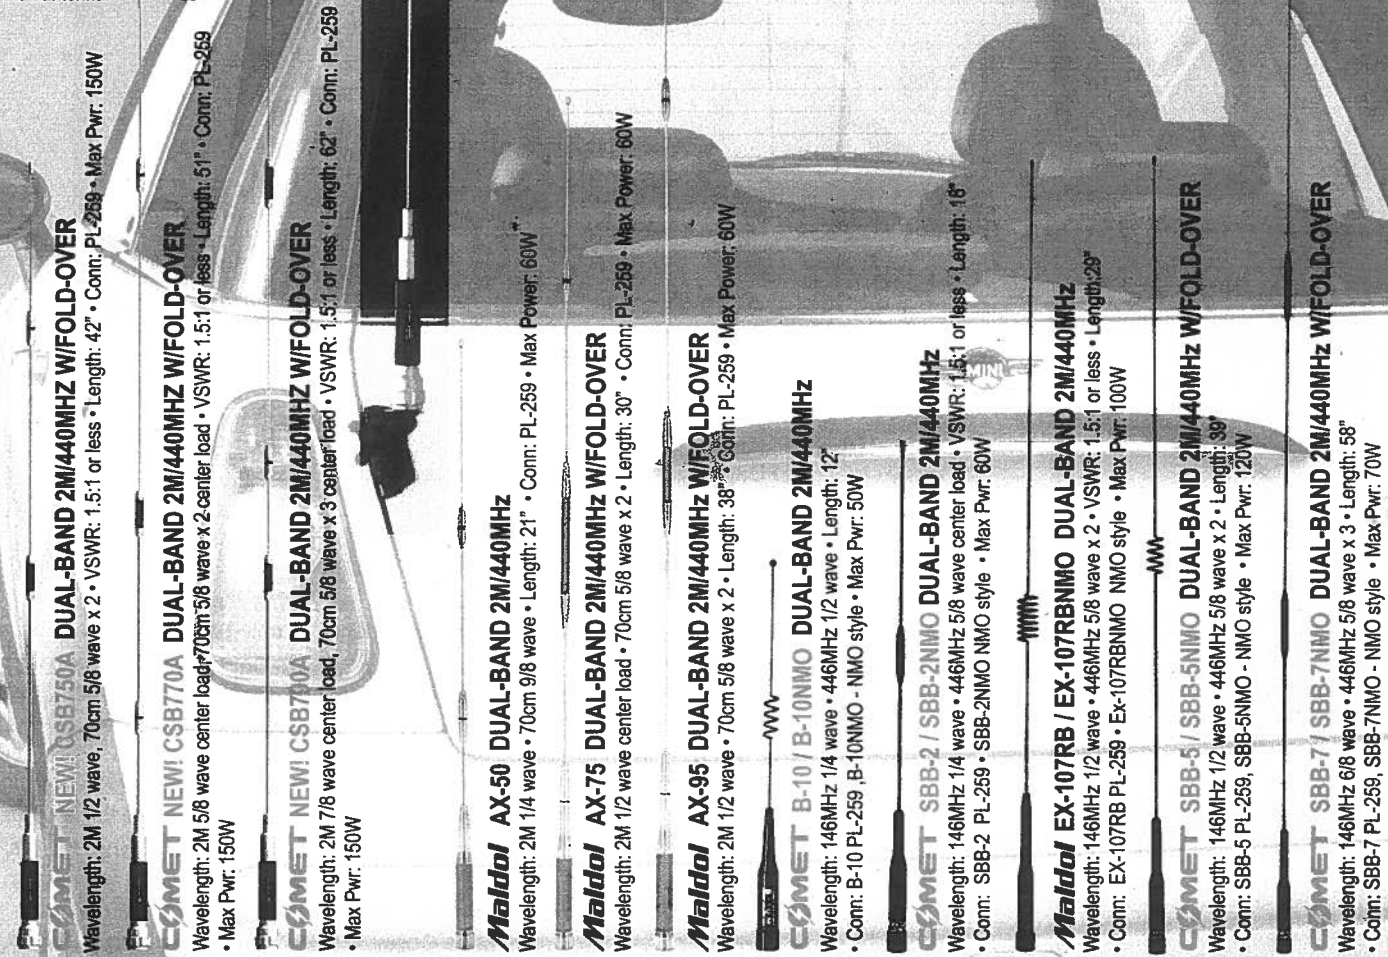 COMET NEW! CSB750A DUAL-BAND 2M/440MHZ W/FOLD-OVER
Wavelength: 2M 1/2 wave, 70cm 5/8 wave x 2 • VSWR: 1.5:1 or less • Length: 42" • Conn: PL-259 • Max Pwr: 150W
COMET NEW! CSB770A DUAL-BAND 2M/440MHZ W/FOLD-OVER
Wavelength: 2M 5/8 wave center load, 70cm 5/8 wave x 2 center load • VSWR: 1.5:1 or less • Length: 51" • Conn: PL-259
• Max Pwr: 150W
COMET NEW! CSB790A DUAL-BAND 2M/440MHZ W/FOLD-OVER
Wavelength: 2M 7/8 wave center load, 70cm 5/8 wave x 3 center load • VSWR: 1.5:1 or less • Length: 62" • Conn: PL-259
• Max Pwr: 150W
Maldol AX-50 DUAL-BAND 2M/440MHz
Wavelength: 2M 1/4 wave • 70cm 9/8 wave • Length: 21" • Conn: PL-259 • Max Power: 60W
Maldol AX-75 DUAL-BAND 2M/440MHz W/FOLD-OVER
Wavelength: 2M 1/2 wave center load • 70cm 5/8 wave x 2 • Length: 30" • Conn: PL-259 • Max Power: 60W
Maldol AX-95 DUAL-BAND 2M/440MHz W/FOLD-OVER
Wavelength: 2M 1/2 wave • 70cm 5/8 wave x 2 • Length: 38" • Conn: PL-259 • Max Power: 60W
COMET B-10 / B-10NMO DUAL-BAND 2M/440MHz
Wavelength: 146MHz 1/4 wave • 446MHz 1/2 wave • Length: 12"
• Conn: B-10 PL-259 ,B-10NMO - NMO style • Max Pwr: 50W
COMET SBB-2 / SBB-2NMO DUAL-BAND 2M/440MHz
Wavelength: 146MHz 1/4 wave • 446MHz 5/8 wave center load • VSWR: 1.5:1 or less • Length: 18"
• Conn: SBB-2 PL-259 • SBB-2NMO NMO style • Max Pwr: 60W
MINI
Maldol EX-107RB / EX-107RBNMO DUAL-BAND 2M/440MHz
Wavelength: 146MHz 1/2 wave • 446MHz 5/8 wave x 2 • VSWR: 1.5:1 or less • Length:29"
• Conn: EX-107RB PL-259 • Ex-107RBNMO NMO style • Max Pwr: 100W
COMET SBB-5 / SBB-5NMO DUAL-BAND 2M/440MHz W/FOLD-OVER
Wavelength: 146MHz 1/2 wave • 446MHz 5/8 wave x 2 • Length: 39"
• Conn: SBB-5 PL-259, SBB-5NMO - NMO style • Max Pwr: 120W
COMET SBB-7 / SBB-7NMO DUAL-BAND 2M/440MHz W/FOLD-OVER
Wavelength: 146MHz 6/8 wave • 446MHz 5/8 wave x 3 • Length: 58"
• Conn: SBB-7 PL-259, SBB-7NMO - NMO style • Max Pwr: 70W